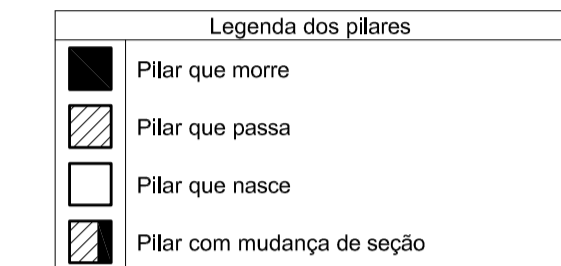 Legenda dos pilares
Pilar que morre
Pilar que passa
Pilar que nasce
Pilar com mudança de seção